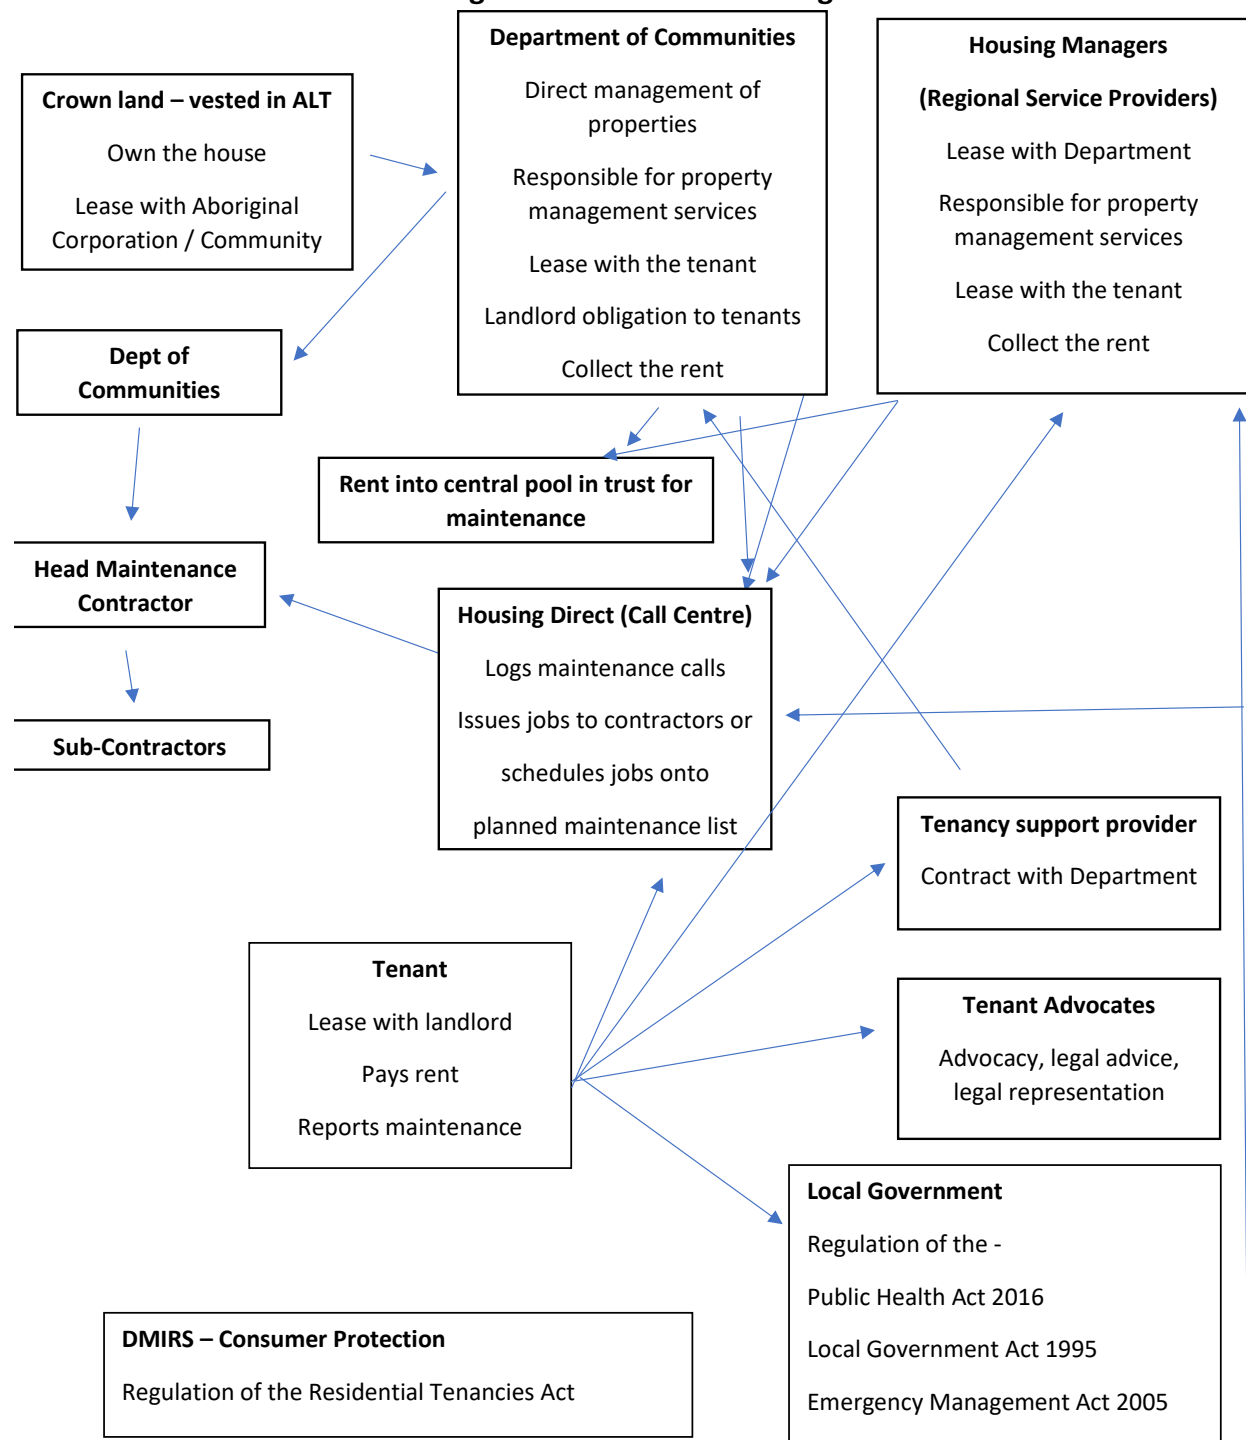 Department of Communities
Direct management of
properties
Responsible for property
management services
Lease with the tenant
Landlord obligation to tenants
Collect the rent
Housing Managers
(Regional Service Providers)
Lease with Department
Responsible for property
management services
Lease with the tenant
Collect the rent
Crown land – vested in ALT
Own the house
Lease with Aboriginal
Corporation / Community
Dept of
Communities
Rent into central pool in trust for
maintenance
Head Maintenance
Contractor
Housing Direct (Call Centre)
Logs maintenance calls
Issues jobs to contractors or
schedules jobs onto
planned maintenance list
Sub-Contractors
Tenancy support provider
Contract with Department
Tenant
Lease with landlord
Pays rent
Reports maintenance
Tenant Advocates
Advocacy, legal advice,
legal representation
Local Government
Regulation of the -
Public Health Act 2016
Local Government Act 1995
Emergency Management Act 2005
DMIRS – Consumer Protection
Regulation of the Residential Tenancies Act